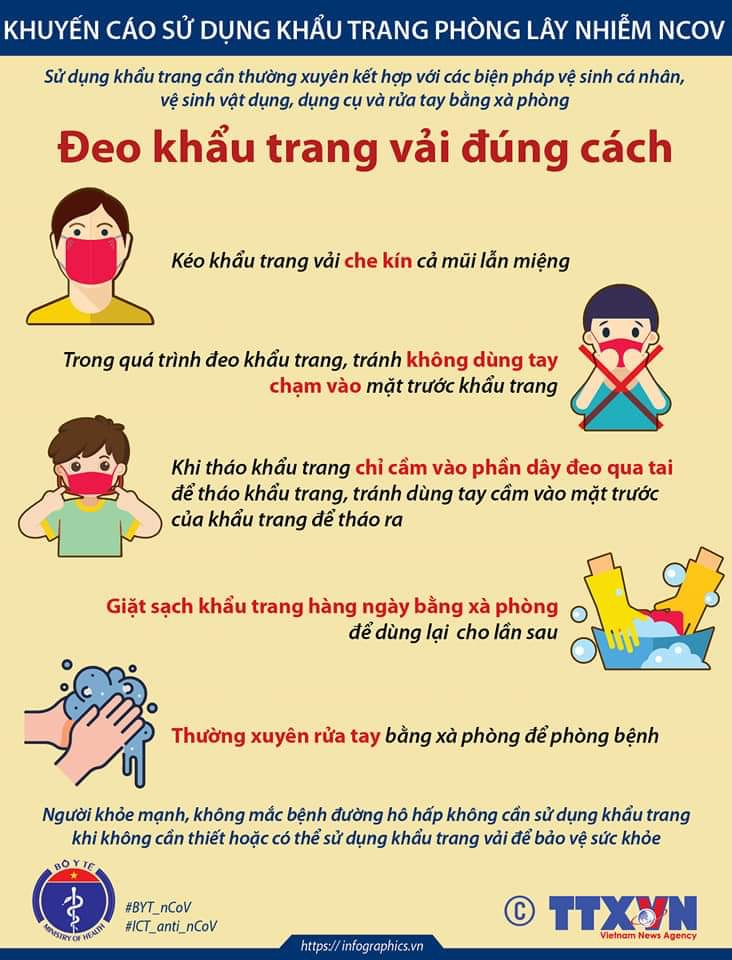 KHUYẾN CÁO SỬ DỤNG KHẨU TRANG PHÒNG LÂY NHIỄM NCOV
Sử dụng khẩu trang cần thường xuyên kết hợp với các biện pháp vệ sinh cá nhân,
vệ sinh vật dụng, dụng cụ và rửa tay bằng xà phòng
Đeo khẩu trang vải đúng cách
Kéo khẩu trang vải che kín cả mũi lẫn miệng
Trong quá trình đeo khẩu trang, tránh không dùng tay
chạm vào mặt trước khẩu trang
Khi tháo khẩu trang chỉ cầm vào phần dây đeo qua tai
để tháo khẩu trang, tránh dùng tay cầm vào mặt trước
của khẩu trang để tháo ra
Giặt sạch khẩu trang hàng ngày bằng xà phòng
để dùng lại cho lần sau
Thường xuyên rửa tay bằng xà phòng để phòng bệnh
Người khỏe mạnh, không mắc bệnh đường hô hấp không cần sử dụng khẩu trang
khi không cần thiết hoặc có thể sử dụng khẩu trang vải để bảo vệ sức khỏe
BỘ Y TẾ
MINISTRY OF HEALTH
#BYT_nCoV
#ICT_anti_nCoV
© TTXVN
Vietnam News Agency
https://infographics.vn